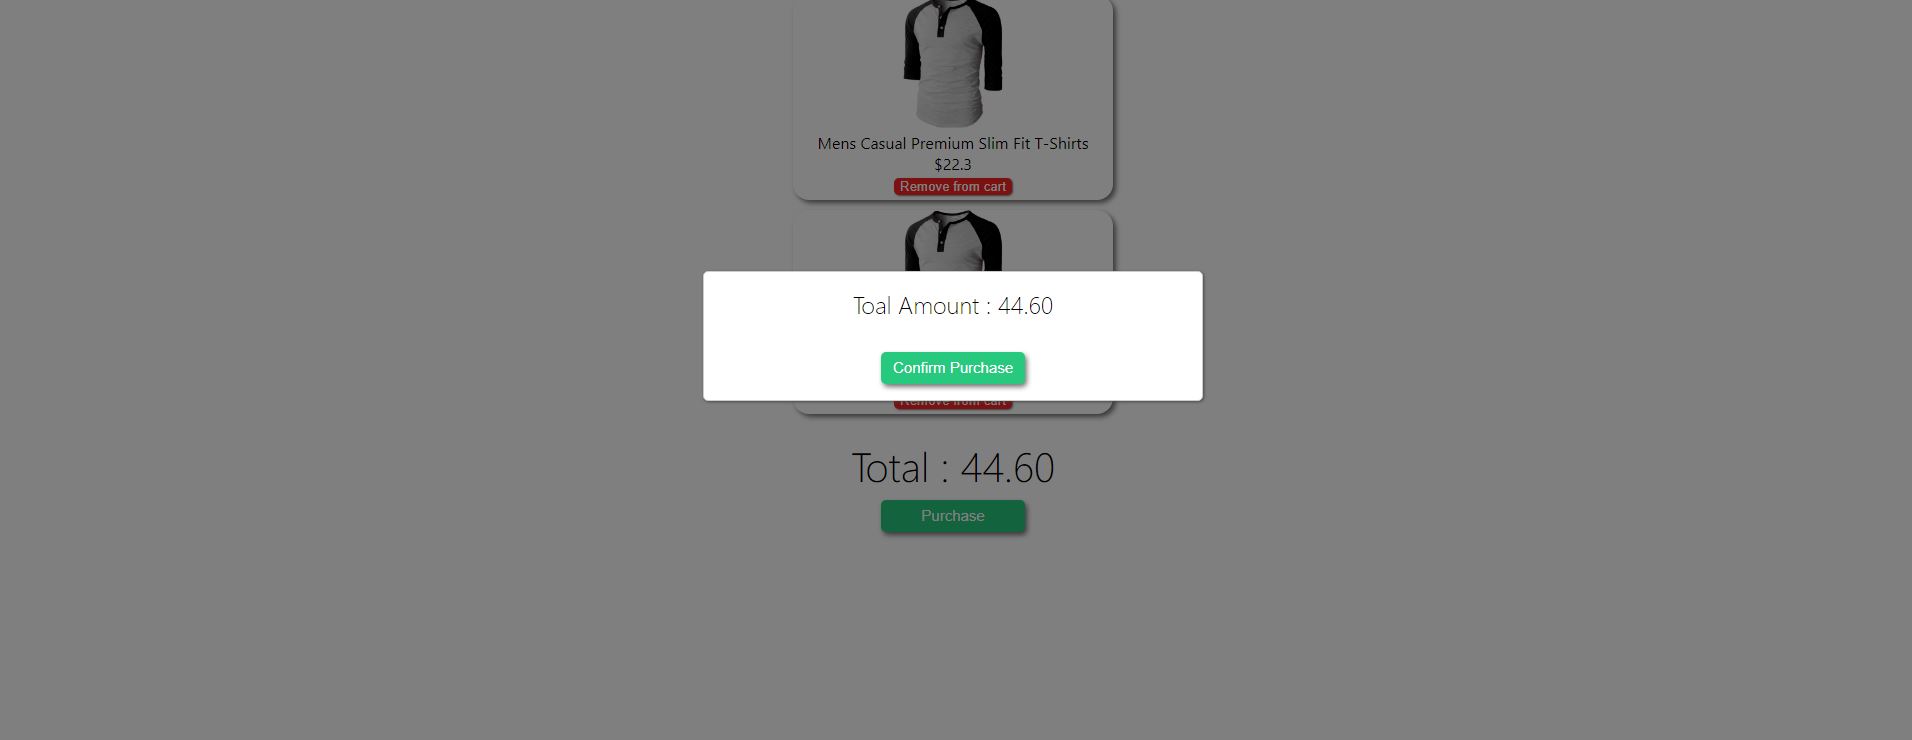 Mens Casual Premium Slim Fit T-Shirts
$22.3
Remove from cart
Toal Amount : 44.60
Confirm Purchase
Remove from cart
Total : 44.60
Purchase